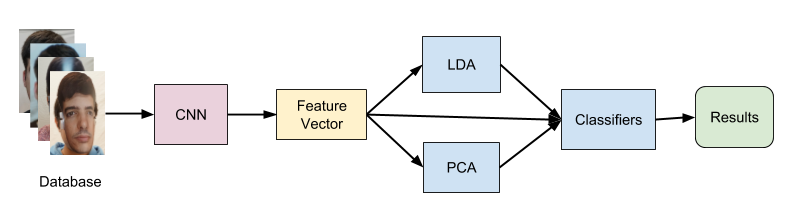 LDA
CNN
Feature
Vector
Classifiers
Results
PCA
Database